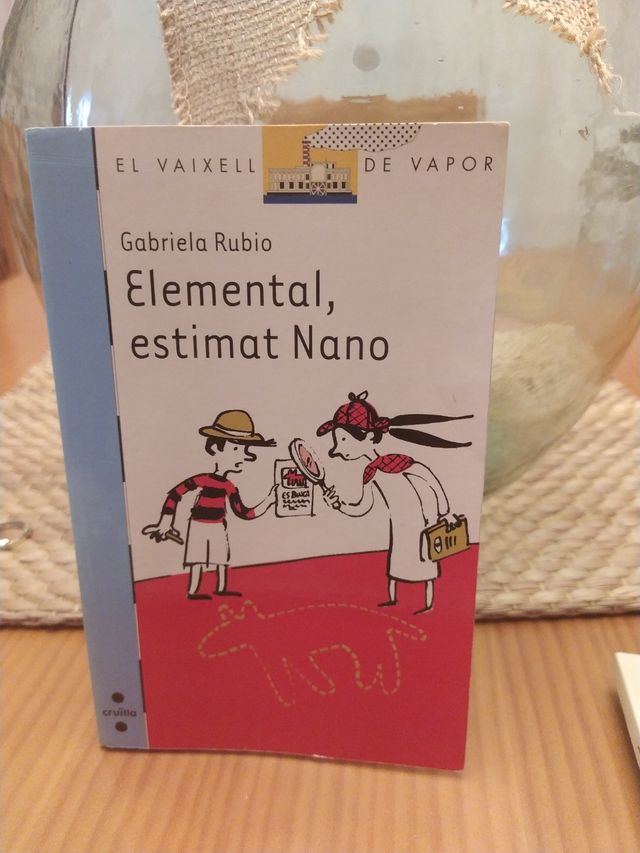 EL VAIXELL DE VAPOR
Gabriela Rubio
Elemental,
estimat Nano
ES BUSCA
cruïlla